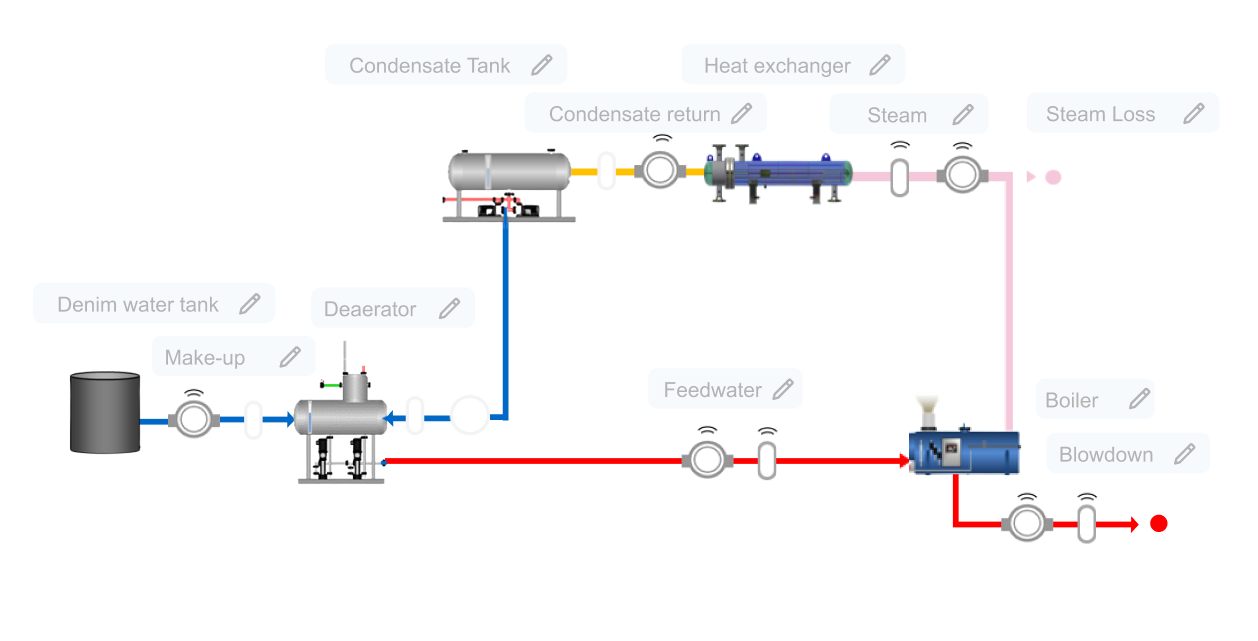 Condensate Tank
Heat exchanger
Condensate return
Steam
Steam Loss
Denim water tank
Deaerator
Make-up
Feedwater
Boiler
Blowdown